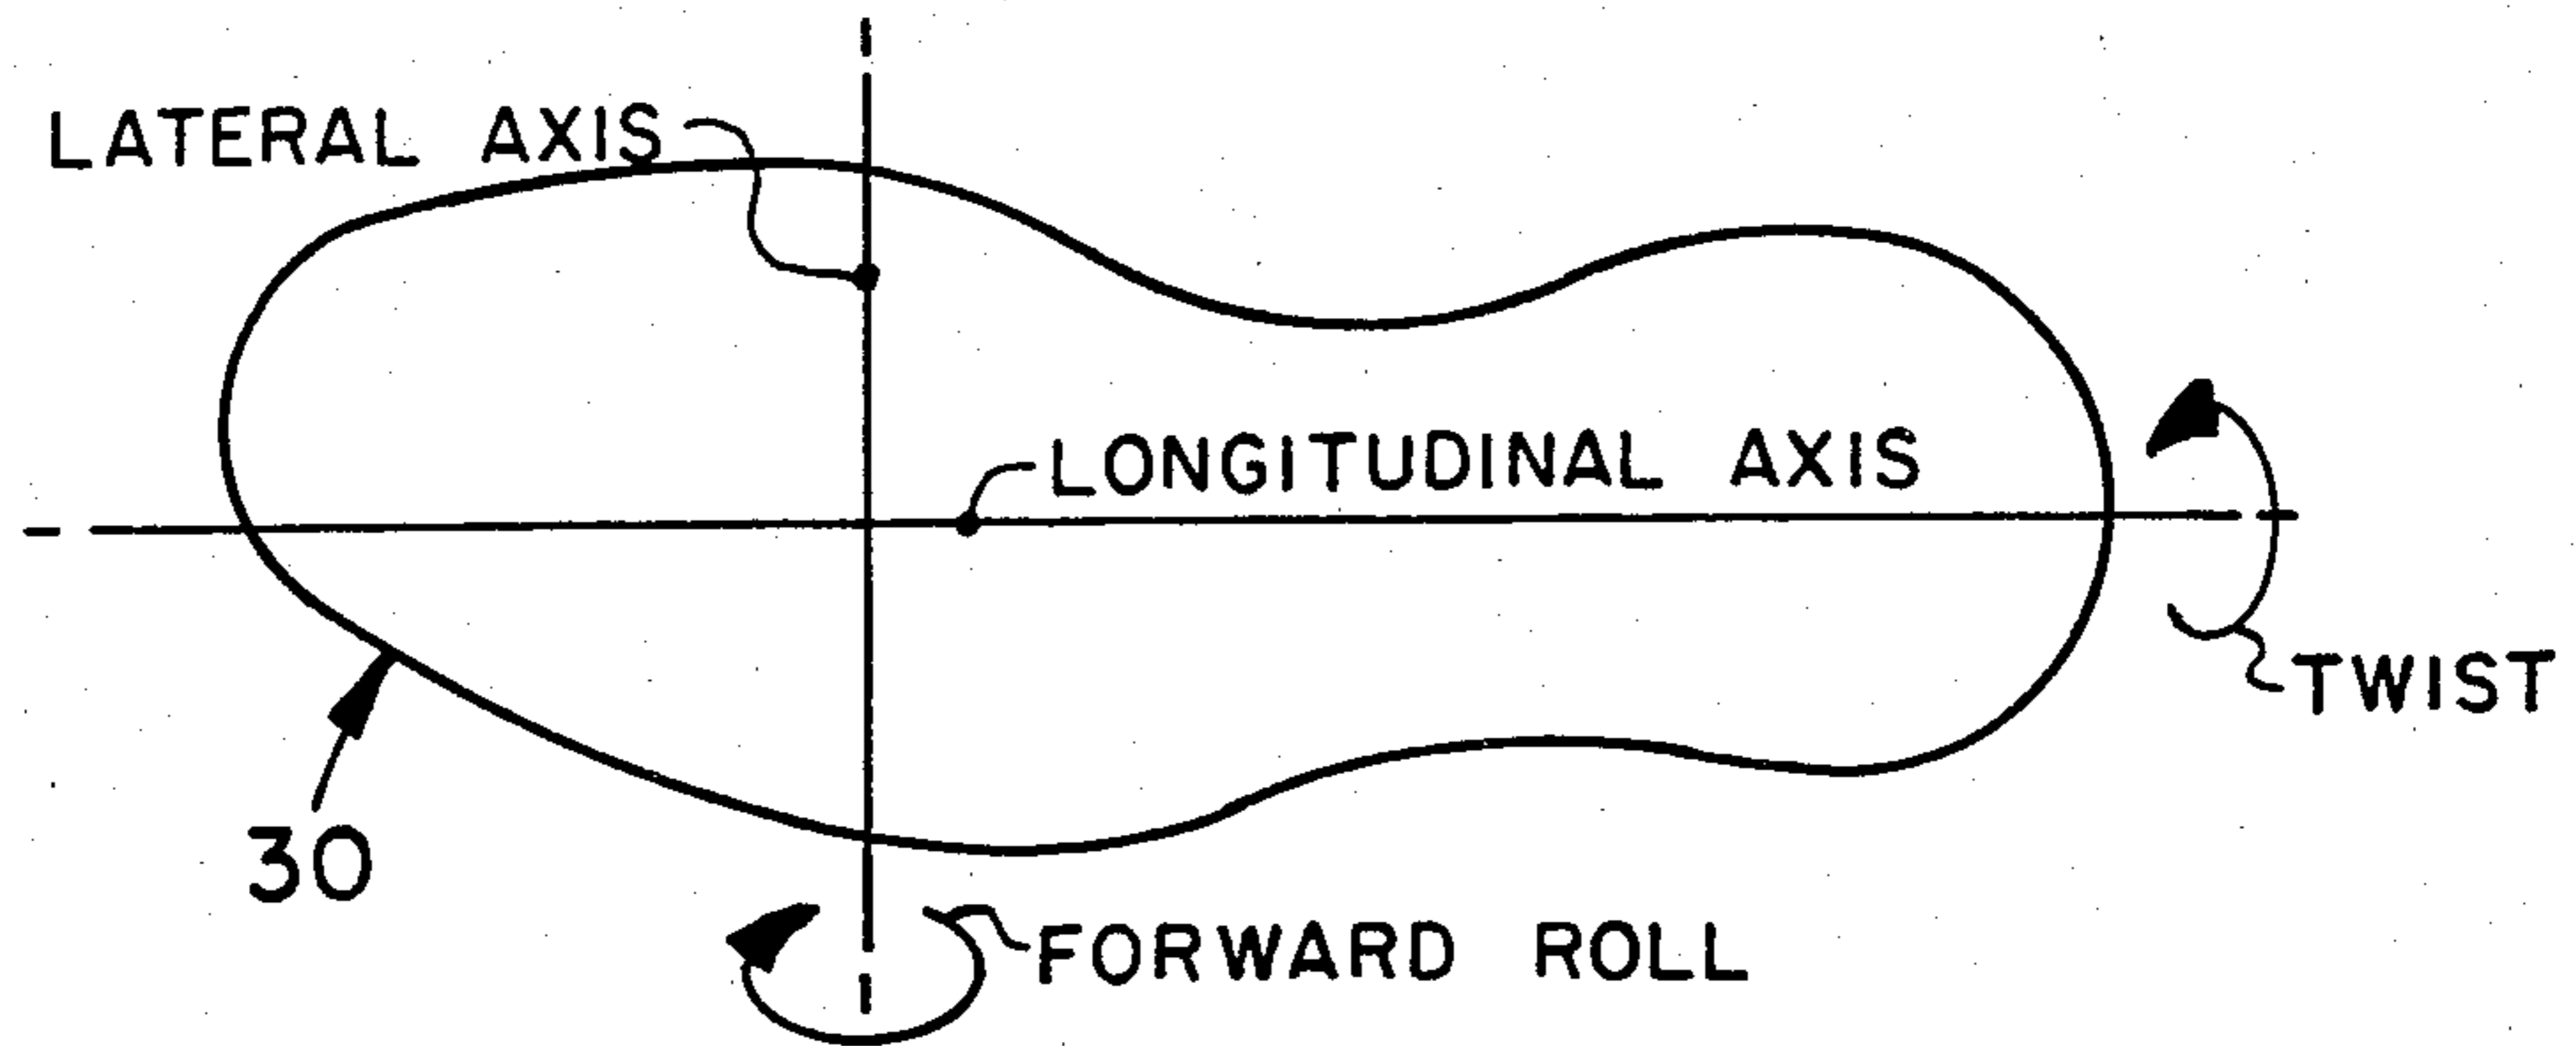 LATERAL AXIS
LONGITUDINAL AXIS
TWIST
30
FORWARD ROLL